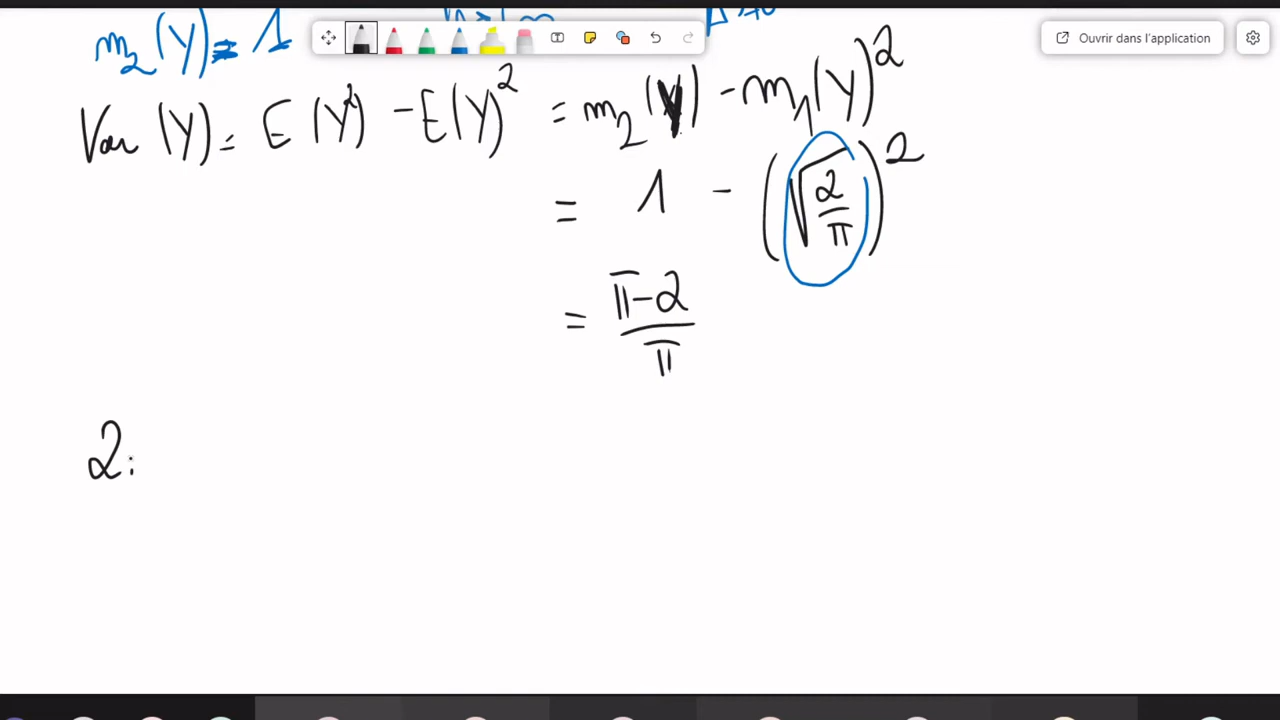 m₂(Y) = 1
Ouvrir dans l'application
Var (Y) = E(Y²) - E(Y)² = m₂(Y) - m₁(Y)²
= 1 - (√(2/π))²
= (π-2)/π
2.